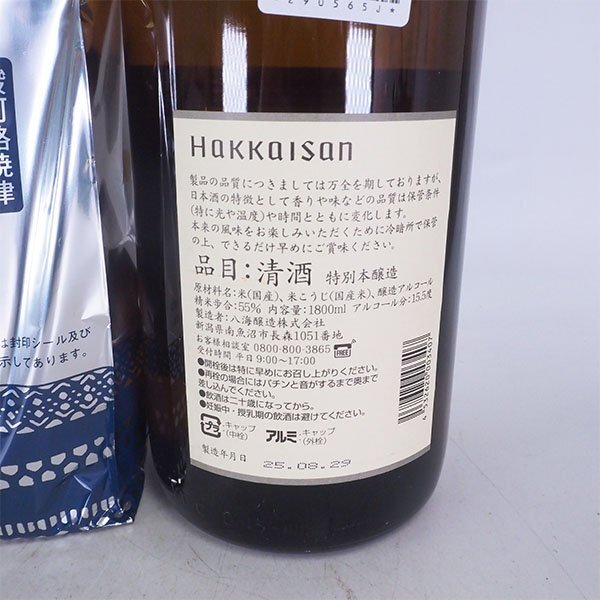 290565J*
駿河路焼津
は封印シール及び
示してあります。
HaKKaISan
製品の品質につきましては万全を期しておりますが、
日本酒の特徴として香りや味などの品質は保管条件
(特に光や温度)や時間とともに変化します。
本来の風味をお楽しみいただくために冷暗所で保管
の上、できるだけ早めにご賞味ください。
品目:清酒 特別本醸造
原材料名:米(国産)、米こうじ(国産米)、醸造アルコール
精米歩合:55% 内容量:1800ml アルコール分:15.5度
製造者:八海醸造株式会社
新潟県南魚沼市長森1051番地
お客様相談室 0800-800-3865 FREE
受付時間 平日 9:00~17:00
●開栓後は特に早めにお召し上がりください。
●再栓の場合にはパチンと音がするまで奥まで
差し込んでください。
●飲酒は二十歳になってから。
●妊娠中・授乳期の飲酒は避けてください。
プラ・キャップ(中栓) アルミ・キャップ(外栓)
製造年月日 25.08.29